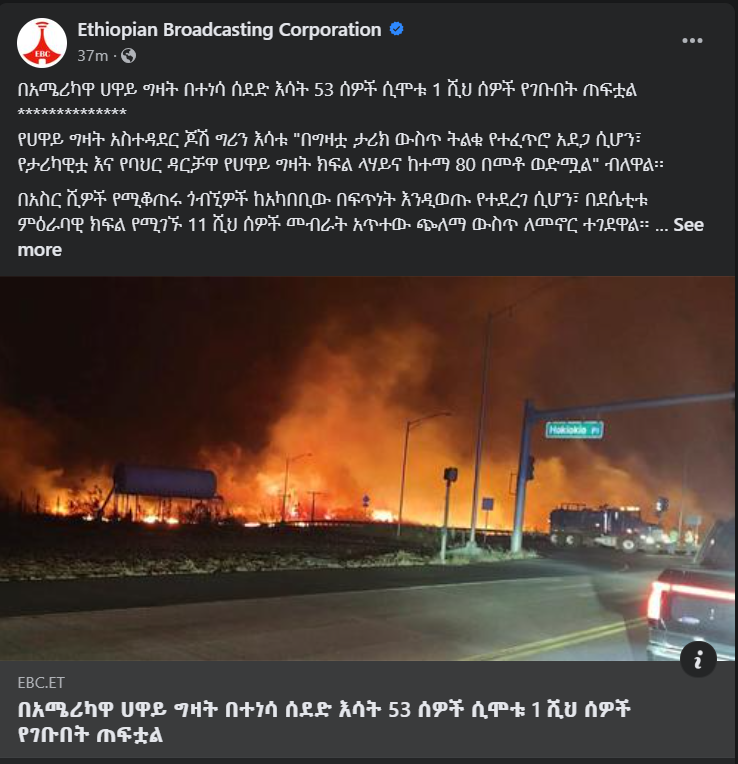 Ethiopian Broadcasting Corporation
EBC
37m ·
በአሜሪካዋ ሀዋይ ግዛት በተነሳ ሰደድ እሳት 53 ሰዎች ሲሞቱ 1 ሺህ ሰዎች የገቡበት ጠፍቷል
**************
የሀዋይ ግዛት አስተዳደር ጆሽ ግሪን እሳቱ "በግዛቷ ታሪክ ውስጥ ትልቁ የተፈጥሮ አደጋ ሲሆን፣
የታሪካዊቷ እና የባህር ዳርቻዋ የሀዋይ ግዛት ክፍል ላሃይና ከተማ 80 በመቶ ወድሟል" ብለዋል፡፡
በአስር ሺዎች የሚቆጠሩ ጎብኚዎች ከአካበቢው በፍጥነት እንዲወጡ የተደረገ ሲሆን፣ በደሴቲቱ
ምዕራባዊ ክፍል የሚገኙ 11 ሺህ ሰዎች መብራት አጥተው ጭለማ ውስጥ ለመኖር ተገደዋል፡፡ ... See
more
Hokiokio Pl
EBC.ET
በአሜሪካዋ ሀዋይ ግዛት በተነሳ ሰደድ እሳት 53 ሰዎች ሲሞቱ 1 ሺህ ሰዎች
የገቡበት ጠፍቷል